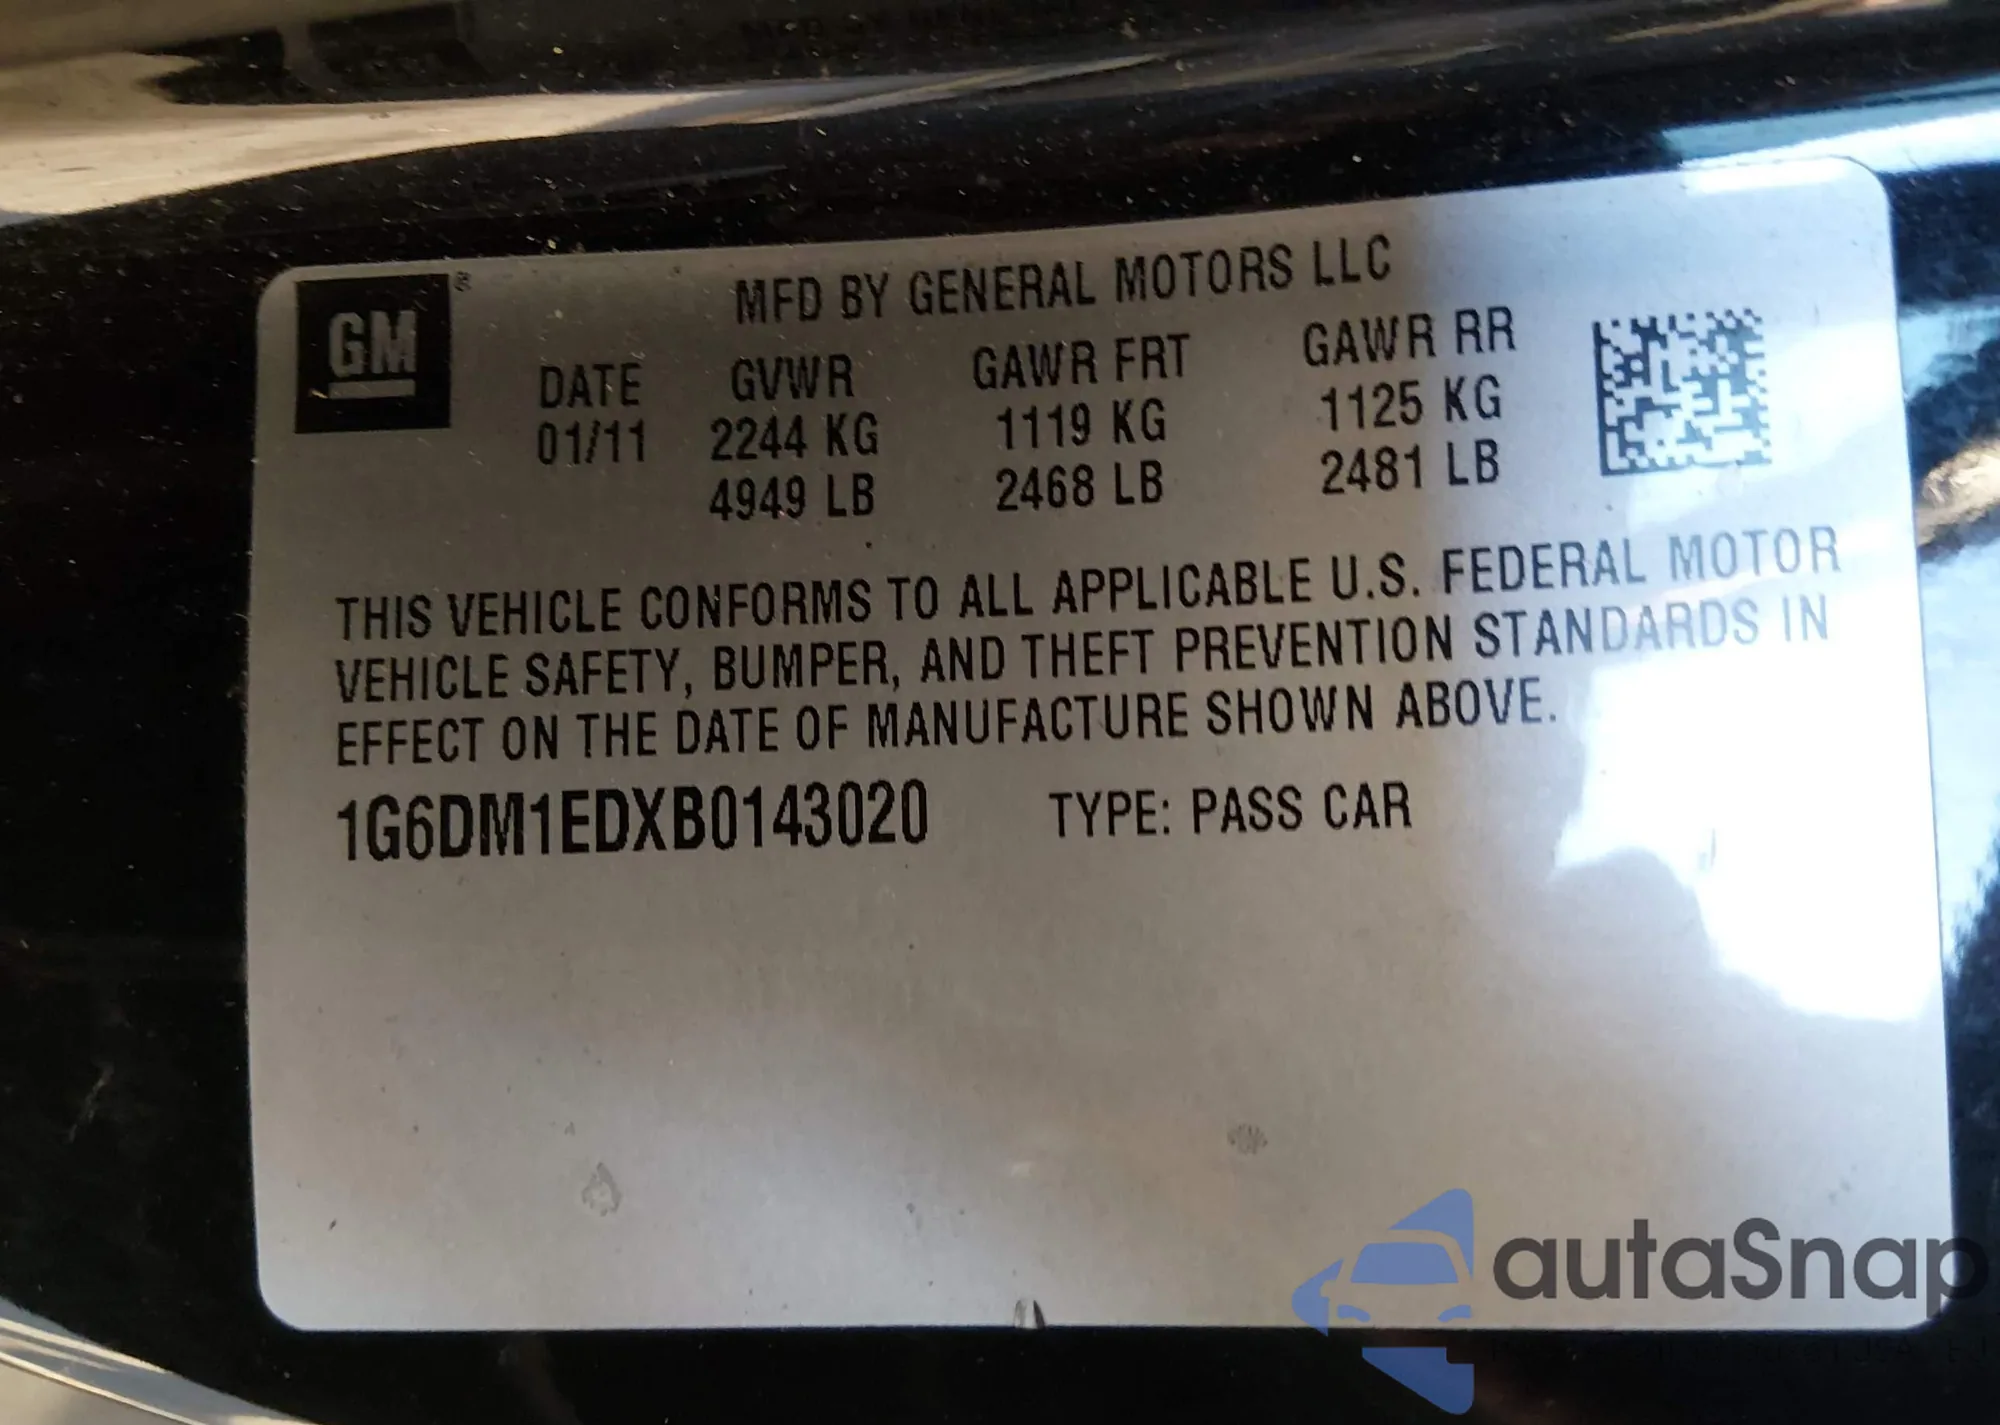 GM ®
MFD BY GENERAL MOTORS LLC
DATE GVWR GAWR FRT GAWR RR
01/11 2244 KG 1119 KG 1125 KG
4949 LB 2468 LB 2481 LB
THIS VEHICLE CONFORMS TO ALL APPLICABLE U.S. FEDERAL MOTOR
VEHICLE SAFETY, BUMPER, AND THEFT PREVENTION STANDARDS IN
EFFECT ON THE DATE OF MANUFACTURE SHOWN ABOVE.
1G6DM1EDXB0143020 TYPE: PASS CAR
autaSnap